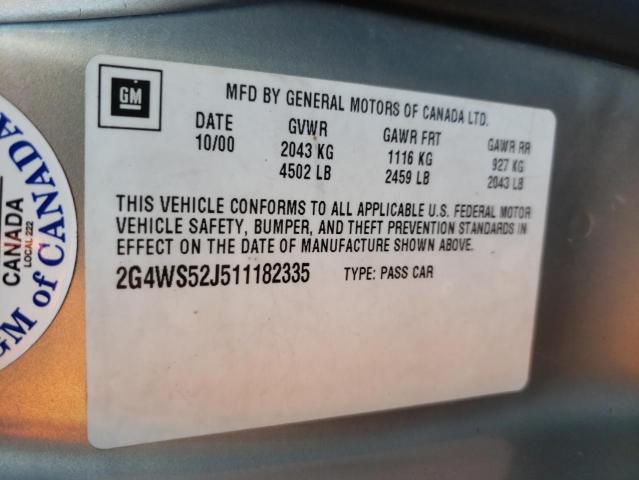 GM
MFD BY GENERAL MOTORS OF CANADA LTD.
DATE GVWR GAWR FRT GAWR RR
10/00 2043 KG 1116 KG 927 KG
4502 LB 2459 LB 2043 LB
THIS VEHICLE CONFORMS TO ALL APPLICABLE U.S. FEDERAL MOTOR
VEHICLE SAFETY, BUMPER, AND THEFT PREVENTION STANDARDS IN
EFFECT ON THE DATE OF MANUFACTURE SHOWN ABOVE.
2G4WS52J511182335 TYPE: PASS CAR
CANADA
LOCAL 222
GM of CANADA